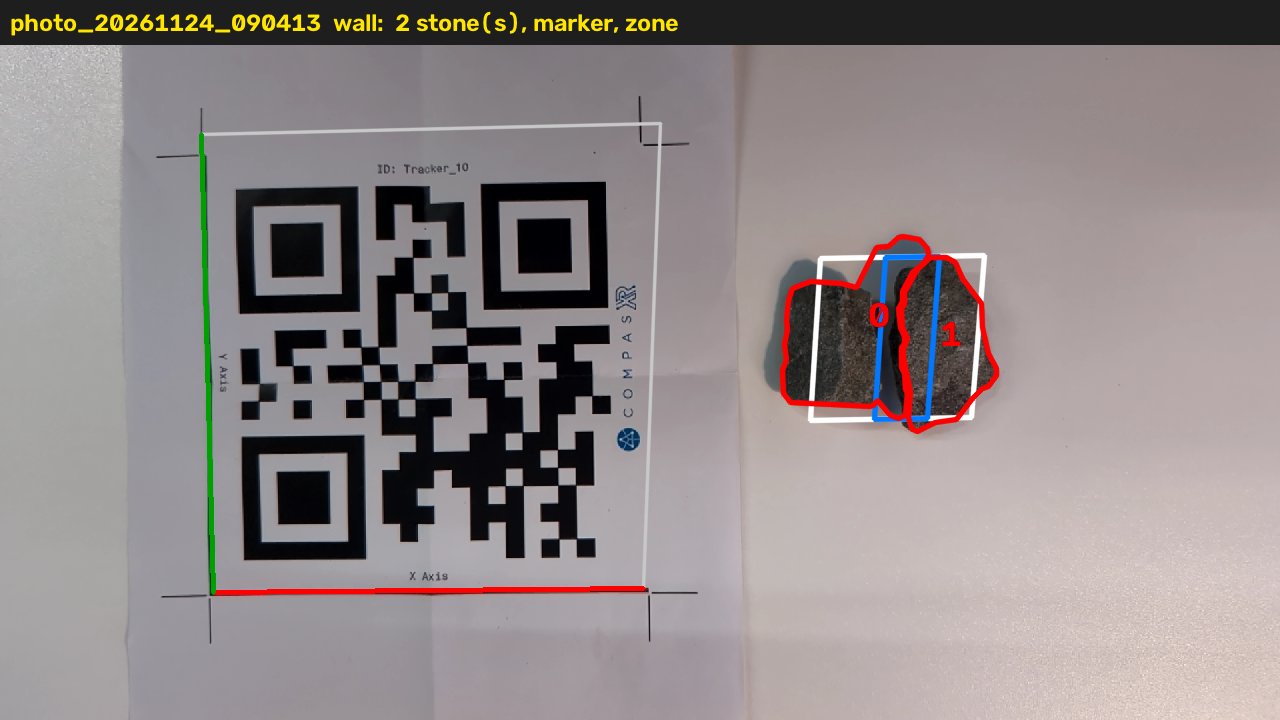 photo_20261124_090413 wall: 2 stone(s), marker, zone
ID: Tracker_10
Y Axis
COMPAS XR
0
1
X Axis